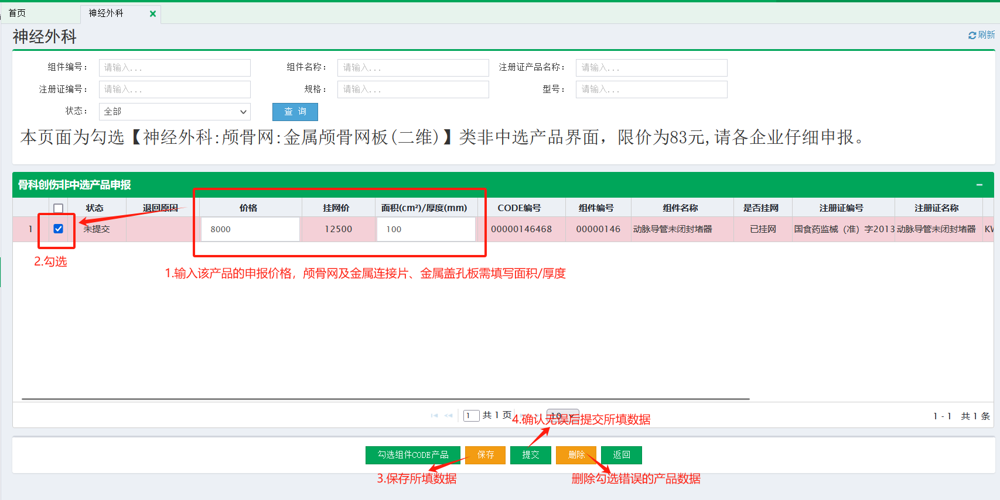 首页
神经外科
神经外科
刷新
组件编号：
请输入...
组件名称：
请输入...
注册证产品名称：
请输入...
注册证编号：
请输入...
规格：
请输入...
型号：
请输入...
状态：
全部
查 询
本页面为勾选【神经外科:颅骨网:金属颅骨网板(二维)】类非中选产品界面，限价为83元,请各企业仔细申报。
骨科创伤非中选产品申报
状态
退回原因
价格
挂网价
面积(cm²)/厚度(mm)
CODE编号
组件编号
组件名称
是否挂网
注册证编号
注册证名称
1
未提交
8000
12500
100
00000146468
00000146
动脉导管未闭封堵器
已挂网
国食药监械（准）字2013
动脉导管未闭封堵器
KW
2.勾选
1.输入该产品的申报价格，颅骨网及金属连接片、金属盖孔板需填写面积/厚度
1
共 1 页
10
4.确认无误后提交所填数据
1 - 1
共 1 条
勾选组件CODE产品
保存
提交
删除
返回
3.保存所填数据
删除勾选错误的产品数据